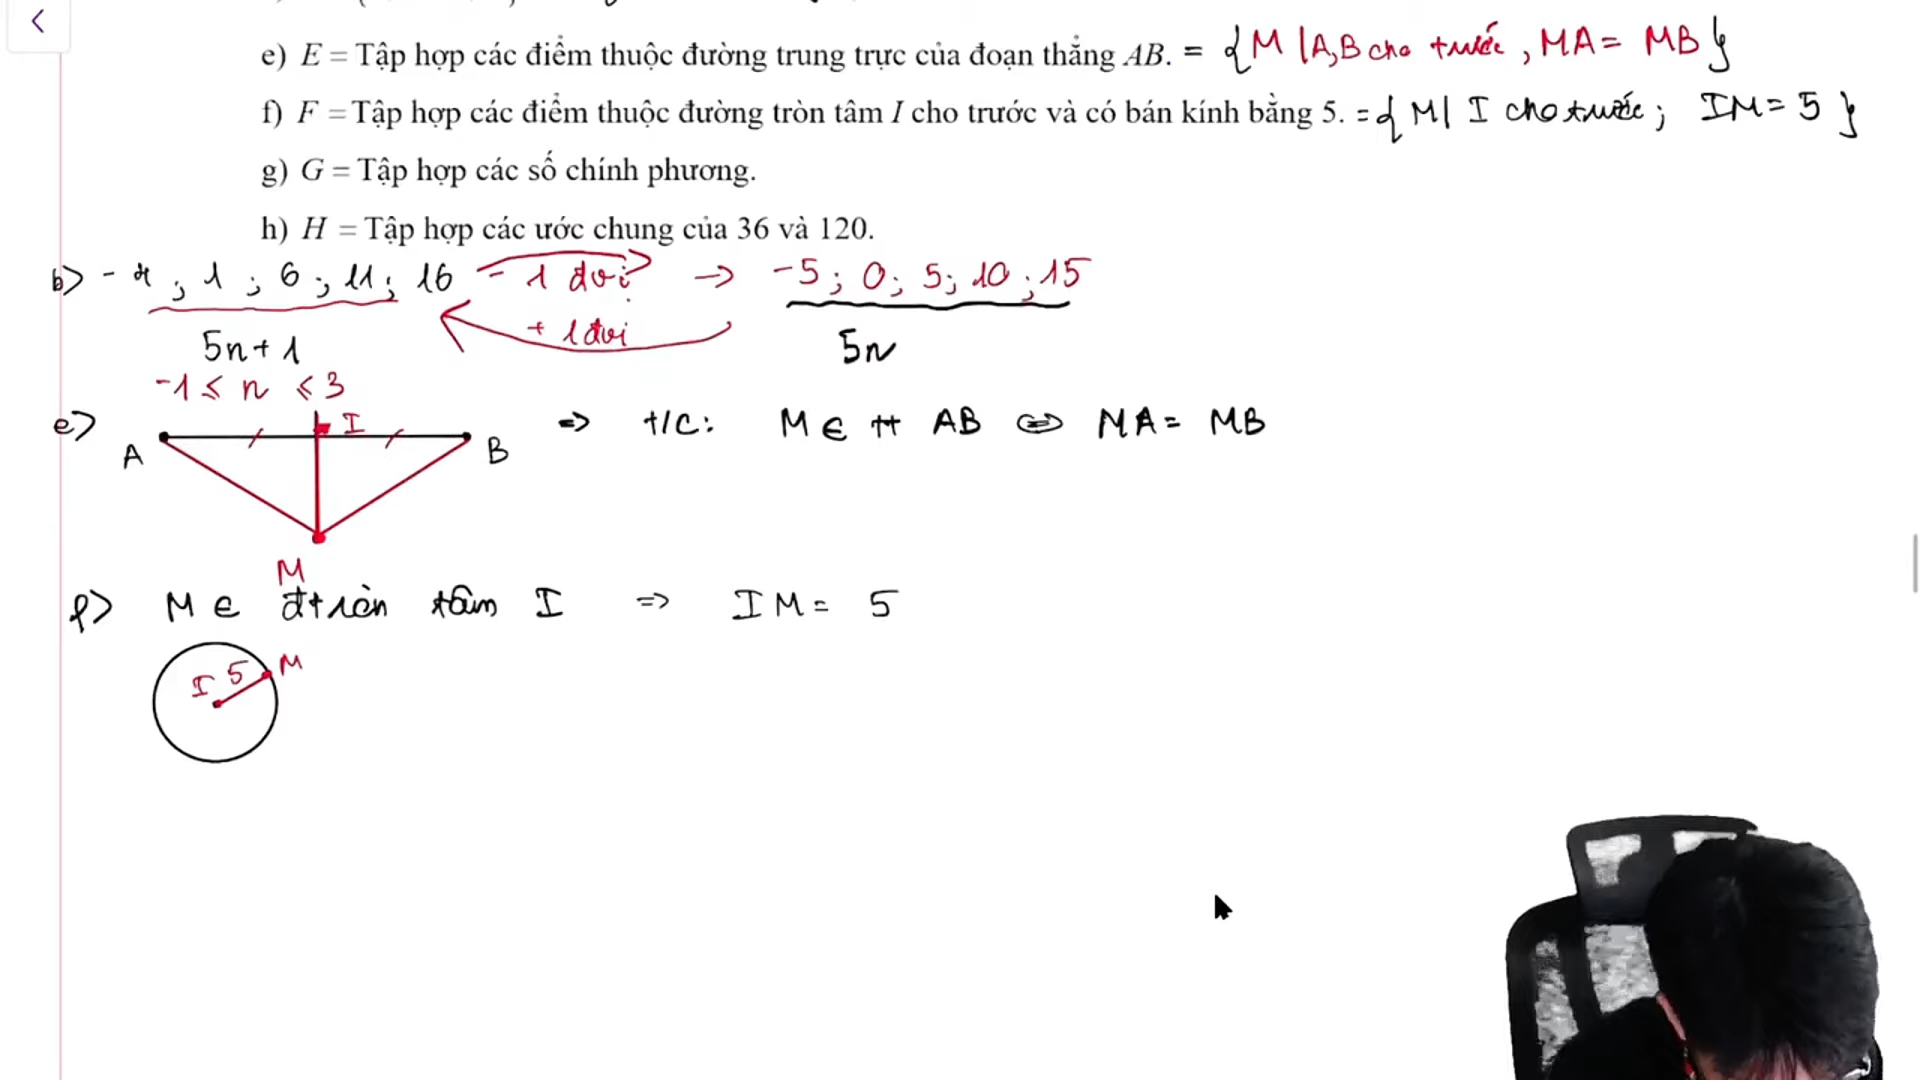 e) E = Tập hợp các điểm thuộc đường trung trực của đoạn thẳng AB. = {M | A,B cho trước, MA = MB}
f) F = Tập hợp các điểm thuộc đường tròn tâm I cho trước và có bán kính bằng 5. = {M | I cho trước; IM = 5}
g) G = Tập hợp các số chính phương.
h) H = Tập hợp các ước chung của 36 và 120.
b) -4; 1; 6; 11; 16 - 1 đvị → -5; 0; 5; 10; 15
+ 1 đvị
5n + 1
5n
-1 ≤ n ≤ 3
e) A I B M
=> t/c: M ∈ tt AB <=> MA = MB
f) M ∈ đtròn tâm I => IM = 5
I 5 M